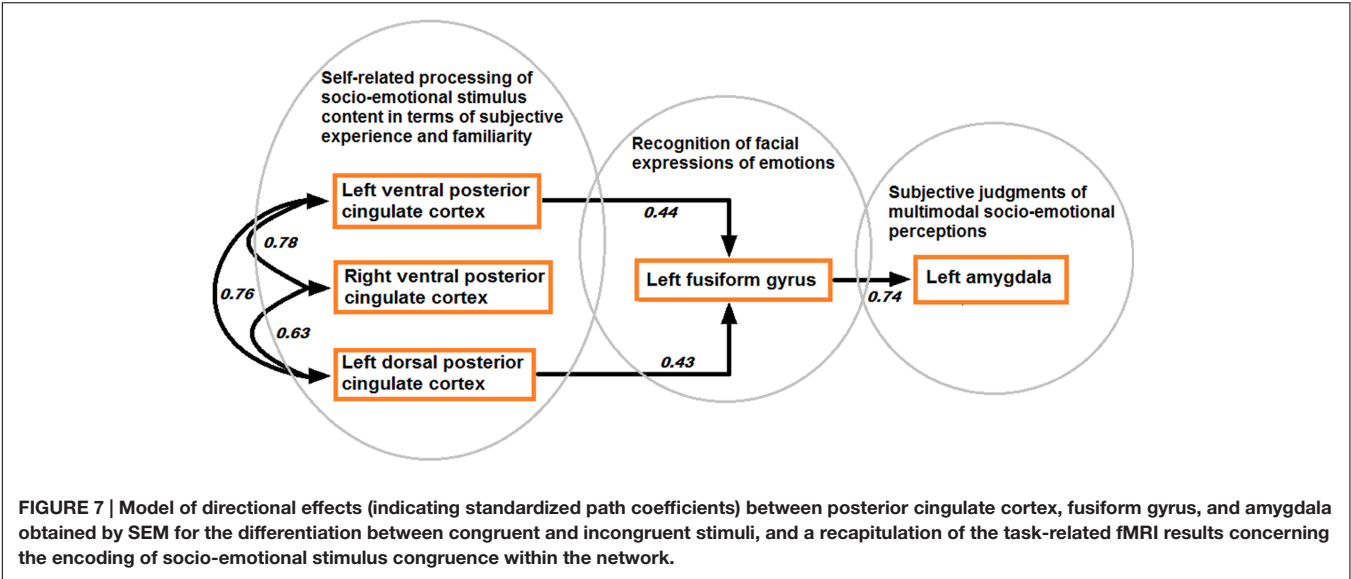 Self-related processing of
socio-emotional stimulus
content in terms of subjective
experience and familiarity
Left ventral posterior
cingulate cortex
0.78
Right ventral posterior
cingulate cortex
0.76
0.63
Left dorsal posterior
cingulate cortex
Recognition of facial
expressions of emotions
0.44
Left fusiform gyrus
0.43
Subjective judgments of
multimodal socio-emotional
perceptions
0.74
Left amygdala
FIGURE 7 | Model of directional effects (indicating standardized path coefficients) between posterior cingulate cortex, fusiform gyrus, and amygdala
obtained by SEM for the differentiation between congruent and incongruent stimuli, and a recapitulation of the task-related fMRI results concerning
the encoding of socio-emotional stimulus congruence within the network.